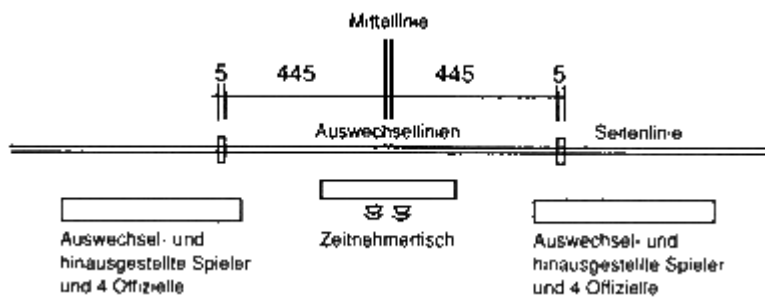 Mittellinie
5 445 445 5
Auswechsellinien Seitenlinie
Auswechsel- und
hinausgestellte Spieler
und 4 Offizielle
Zeitnehmertisch
Auswechsel- und
hinausgestellte Spieler
und 4 Offizielle